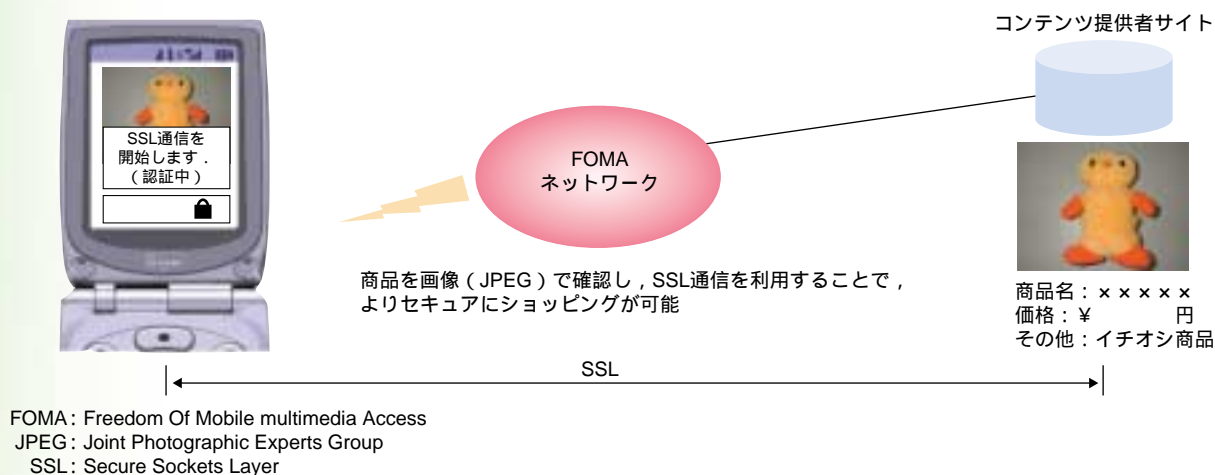 コンテンツ提供者サイト
SSL通信を
開始します．
（認証中）
FOMA
ネットワーク
商品を画像（JPEG）で確認し，SSL通信を利用することで，
よりセキュアにショッピングが可能
商品名：×××××
価格：￥　　　円
その他：イチオシ商品
SSL
FOMA：Freedom Of Mobile multimedia Access
JPEG：Joint Photographic Experts Group
SSL：Secure Sockets Layer